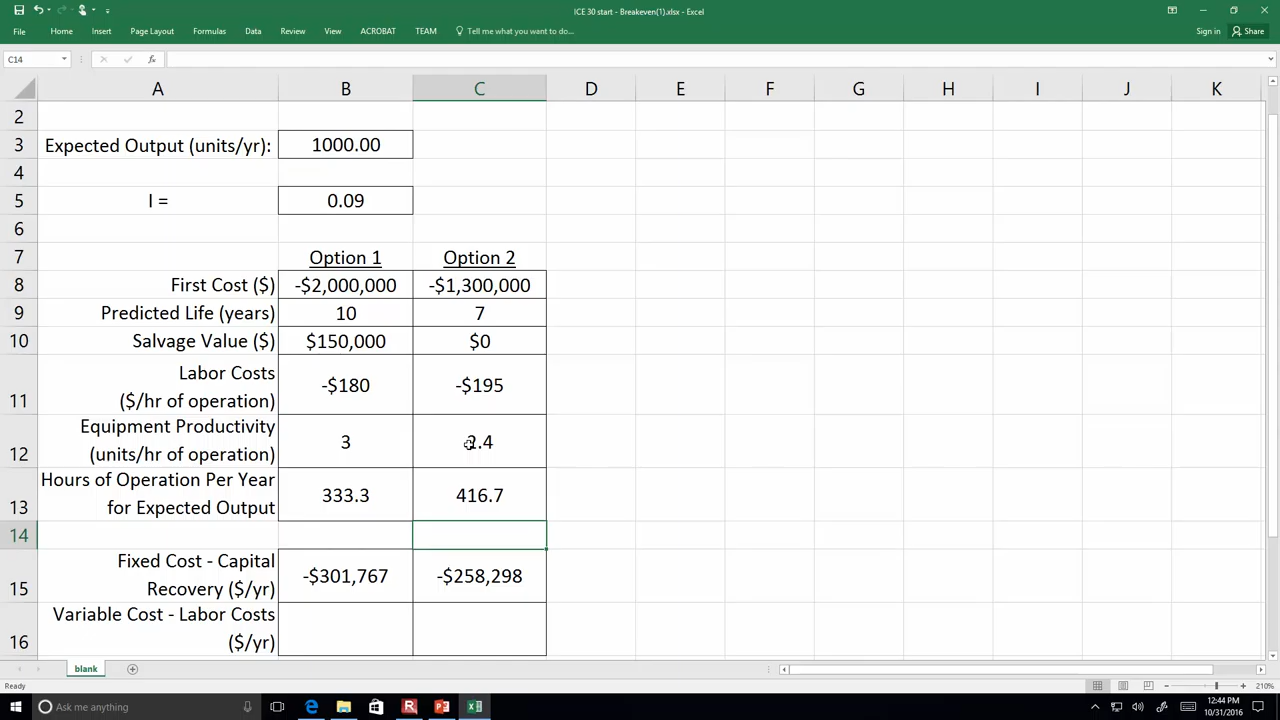 ICE 30 start - Breakeven(1).xlsx - Excel
File Home Insert Page Layout Formulas Data Review View ACROBAT TEAM Tell me what you want to do... Sign in Share
C14
A B C D E F G H I J K
2
3 Expected Output (units/yr): 1000.00
4
5 I = 0.09
6
7 Option 1 Option 2
8 First Cost ($) -$2,000,000 -$1,300,000
9 Predicted Life (years) 10 7
10 Salvage Value ($) $150,000 $0
Labor Costs
11 ($/hr of operation) -$180 -$195
Equipment Productivity
12 (units/hr of operation) 3 2.4
Hours of Operation Per Year
13 for Expected Output 333.3 416.7
14
Fixed Cost - Capital
15 Recovery ($/yr) -$301,767 -$258,298
Variable Cost - Labor Costs
16 ($/yr)
blank
Ready 210%
Ask me anything 12:44 PM
10/31/2016